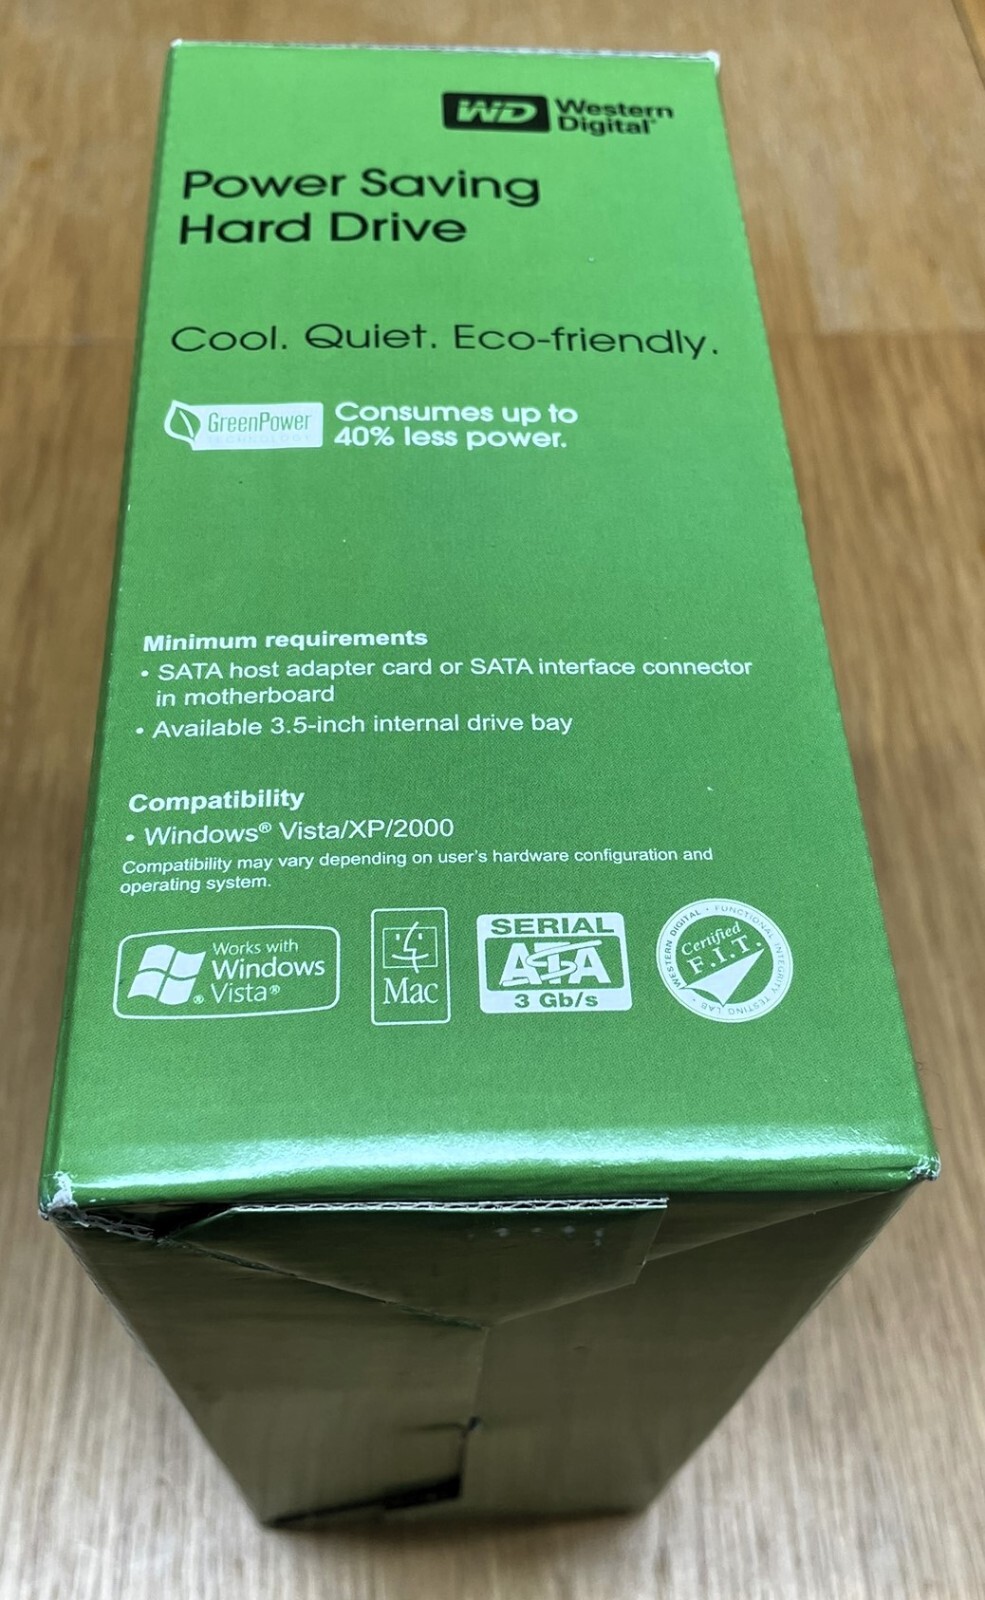 WD Western
Digital®
Power Saving
Hard Drive
Cool. Quiet. Eco-friendly.
GreenPower
TECHNOLOGY
Consumes up to
40% less power.
Minimum requirements
• SATA host adapter card or SATA interface connector
in motherboard
• Available 3.5-inch internal drive bay
Compatibility
• Windows® Vista/XP/2000
Compatibility may vary depending on user's hardware configuration and
operating system.
Works with
Windows
Vista®
Mac
SERIAL
ATA
3 Gb/s
WESTERN DIGITAL • FUNCTIONAL INTEGRITY TESTING LAB •
Certified
F.I.T.